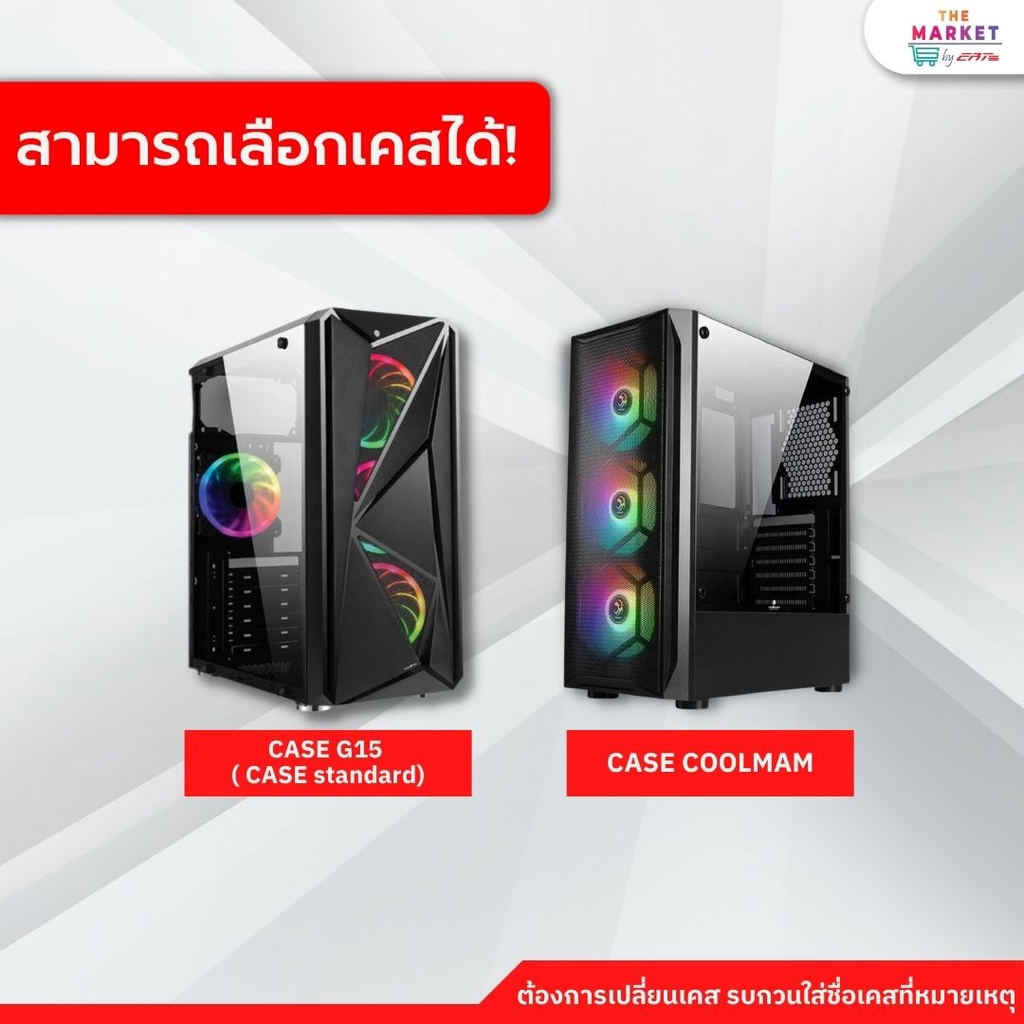 THE
MARKET
by
สามารถเลือกเคสได้!
CASE G15
( CASE standard)
CASE COOLMAM
ต้องการเปลี่ยนเคส รบกวนใส่ชื่อเคสที่หมายเหตุ